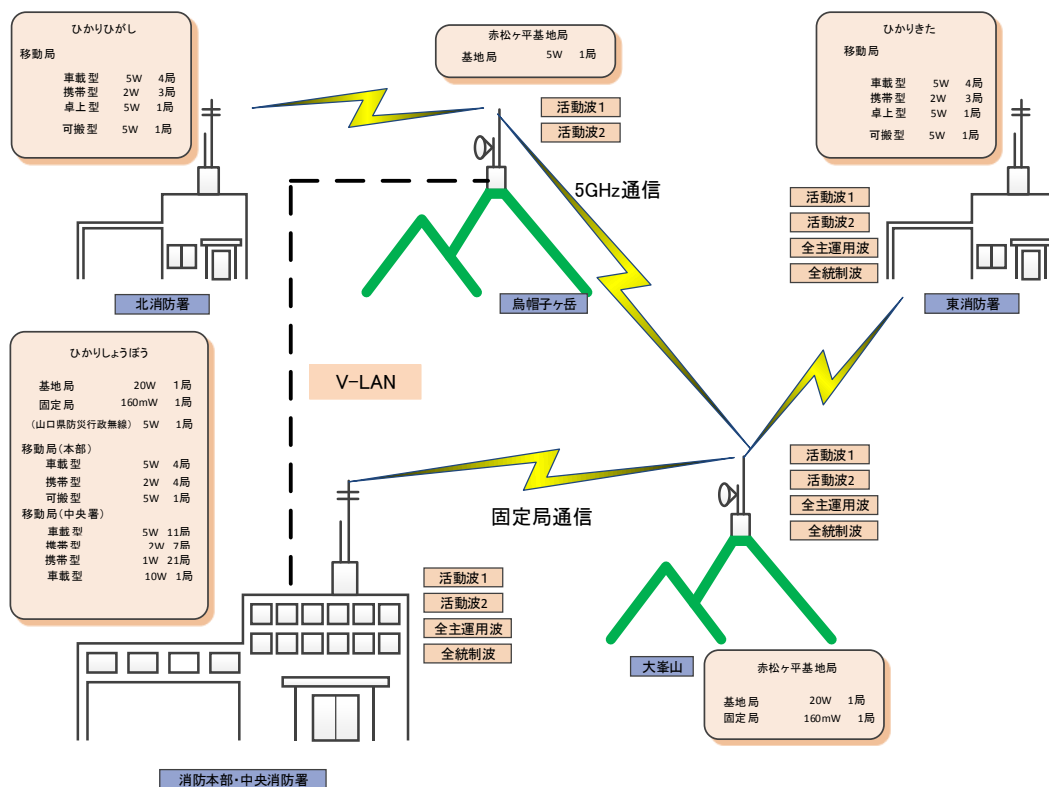 ひかりひがし
移動局
車載型 5W 4局
携帯型 2W 3局
卓上型 5W 1局
可搬型 5W 1局
北消防署
赤松ヶ平基地局
基地局 5W 1局
活動波1
活動波2
5GHz通信
烏帽子ヶ岳
ひかりきた
移動局
車載型 5W 4局
携帯型 2W 3局
卓上型 5W 1局
可搬型 5W 1局
活動波1
活動波2
全主運用波
全統制波
東消防署
ひかりしょうぼう
基地局 20W 1局
固定局 160mW 1局
(山口県防災行政無線) 5W 1局
移動局(本部)
車載型 5W 4局
携帯型 2W 4局
可搬型 5W 1局
移動局(中央署)
車載型 5W 11局
携帯型 2W 7局
携帯型 1W 21局
車載型 10W 1局
V-LAN
固定局通信
活動波1
活動波2
全主運用波
全統制波
消防本部・中央消防署
活動波1
活動波2
全主運用波
全統制波
大峯山
赤松ヶ平基地局
基地局 20W 1局
固定局 160mW 1局